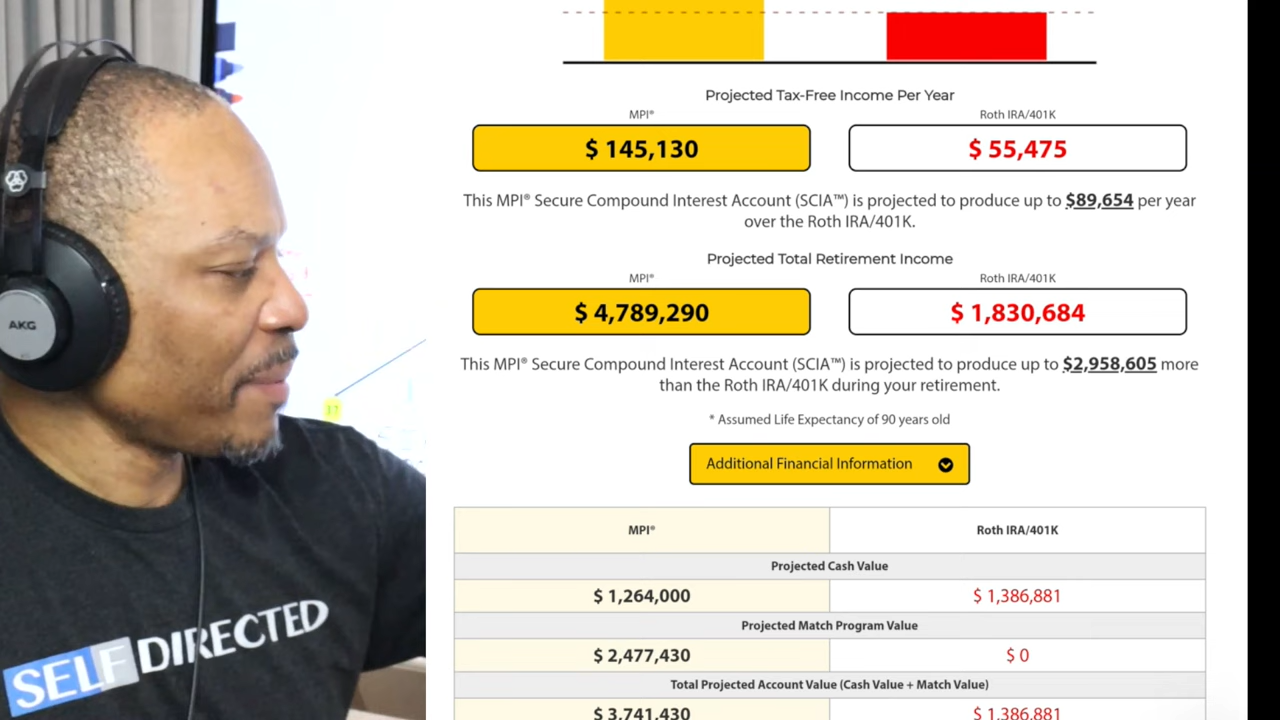 Projected Tax-Free Income Per Year
MPI®
Roth IRA/401K
$ 145,130
$ 55,475
This MPI® Secure Compound Interest Account (SCIA™) is projected to produce up to $89,654 per year
over the Roth IRA/401K.
Projected Total Retirement Income
MPI®
Roth IRA/401K
$ 4,789,290
$ 1,830,684
This MPI® Secure Compound Interest Account (SCIA™) is projected to produce up to $2,958,605 more
than the Roth IRA/401K during your retirement.
* Assumed Life Expectancy of 90 years old
Additional Financial Information
MPI®
Roth IRA/401K
Projected Cash Value
$ 1,264,000
$ 1,386,881
Projected Match Program Value
$ 2,477,430
$ 0
Total Projected Account Value (Cash Value + Match Value)
$ 3,741,430
$ 1,386,881
AKG
SELF DIRECTED